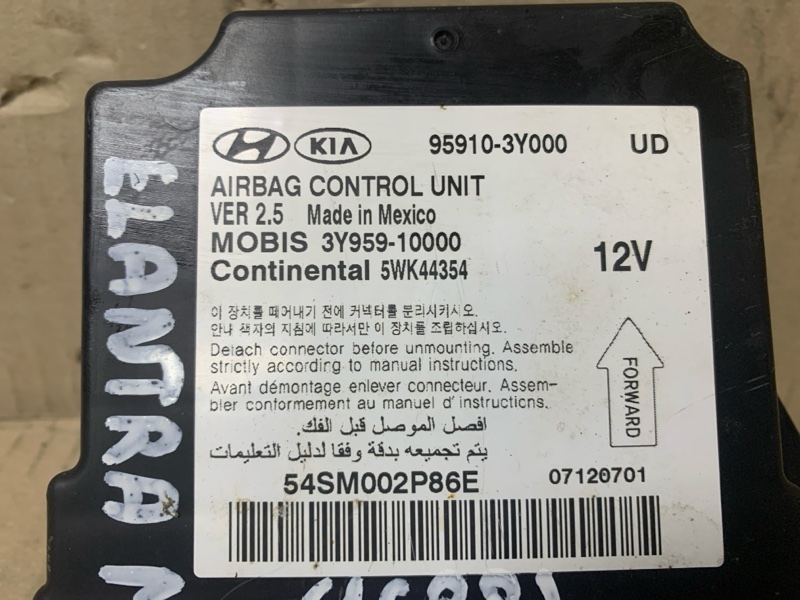 KIA 95910-3Y000 UD
AIRBAG CONTROL UNIT
VER 2.5 Made in Mexico
MOBIS 3Y959-10000
Continental 5WK44354
12V
이 장치를 떼어내기 전에 커넥터를 분리시키시오.
안내 책자의 지침에 따라서만 이 장치를 조립하십시오.
Detach connector before unmounting. Assemble
strictly according to manual instructions.
Avant démontage enlever connecteur. Assem-
bler conformement au manuel d'instructions.
افصل الموصل قبل الفك.
يتم تجميعه بدقة وفقا لدليل التعليمات
FORWARD
54SM002P86E 07120701
ELANTRA